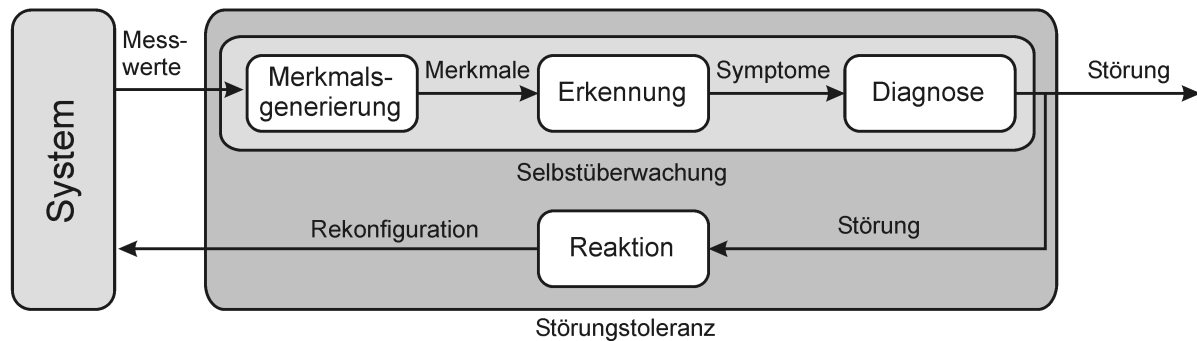 System
Mess-
werte
Merkmals-
generierung
Merkmale
Erkennung
Symptome
Diagnose
Störung
Selbstüberwachung
Rekonfiguration
Reaktion
Störung
Störungstoleranz